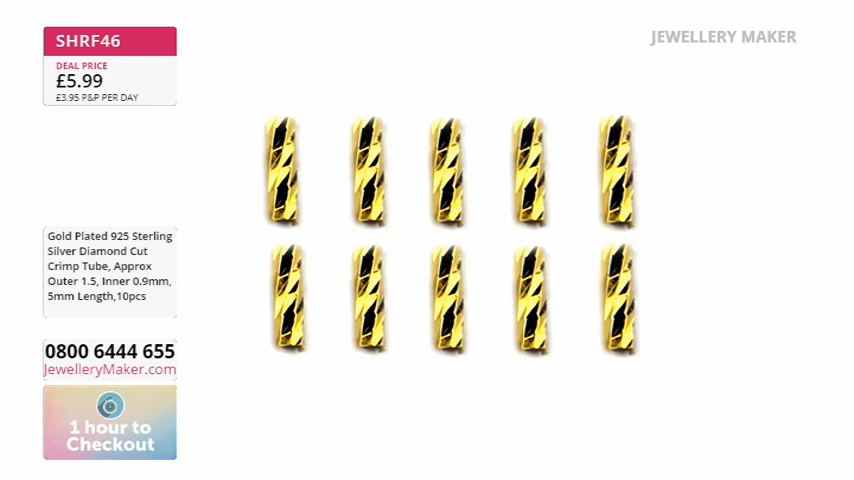 SHRF46
DEAL PRICE
£5.99
£3.95 P&P PER DAY
JEWELLERY MAKER
Gold Plated 925 Sterling
Silver Diamond Cut
Crimp Tube, Approx
Outer 1.5, Inner 0.9mm,
5mm Length,10pcs
0800 6444 655
JewelleryMaker.com
1 hour to
Checkout